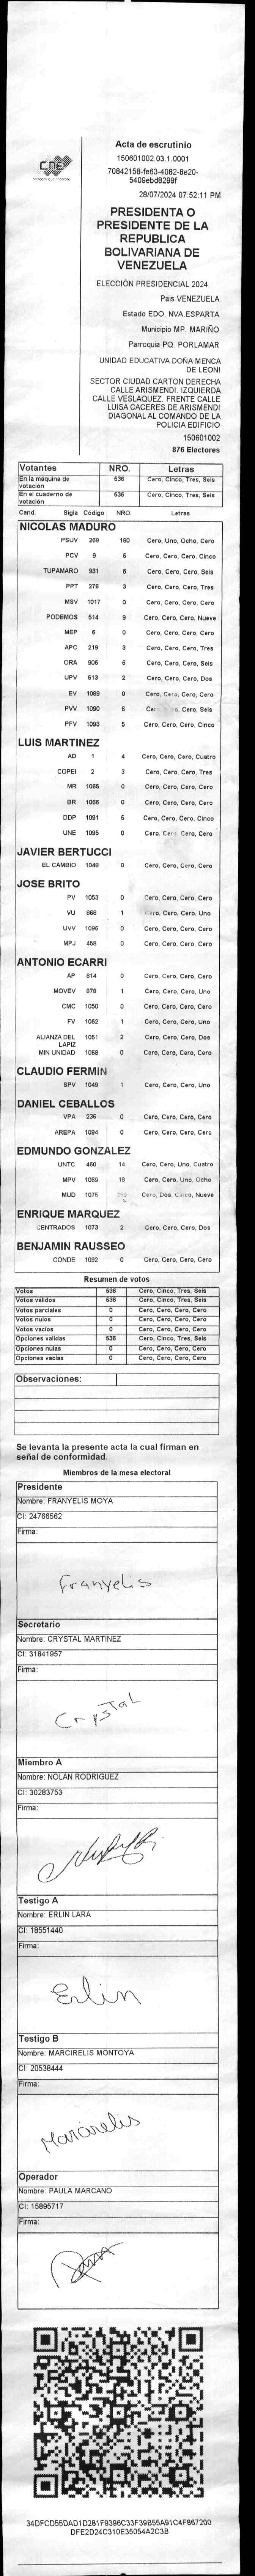 CNE
Acta de escrutinio
150601002.03.1.0001
70842158-fe63-4082-8e20-
5409ebd8299f
28/07/2024 07:52:11 PM
PRESIDENTA O
PRESIDENTE DE LA
REPUBLICA
BOLIVARIANA DE
VENEZUELA
ELECCIÓN PRESIDENCIAL 2024
País VENEZUELA
Estado EDO. NVA.ESPARTA
Municipio MP. MARIÑO
Parroquia PQ. PORLAMAR
UNIDAD EDUCATIVA DOÑA MENCA
DE LEONI
SECTOR CIUDAD CARTON DERECHA
CALLE ARISMENDI. IZQUIERDA
CALLE VESLAQUEZ. FRENTE CALLE
LUISA CACERES DE ARISMENDI
DIAGONAL AL COMANDO DE LA
POLICIA EDIFICIO
150601002
876 Electores
Votantes NRO. Letras
En la máquina de votación 536 Cero, Cinco, Tres, Seis
En el cuaderno de votación 536 Cero, Cinco, Tres, Seis
Cand. Sigla Código NRO. Letras
NICOLAS MADURO
PSUV 269 180 Cero, Uno, Ocho, Cero
PCV 9 5 Cero, Cero, Cero, Cinco
TUPAMARO 931 6 Cero, Cero, Cero, Seis
PPT 276 3 Cero, Cero, Cero, Tres
MSV 1017 0 Cero, Cero, Cero, Cero
PODEMOS 514 9 Cero, Cero, Cero, Nueve
MEP 6 0 Cero, Cero, Cero, Cero
APC 219 3 Cero, Cero, Cero, Tres
ORA 906 6 Cero, Cero, Cero, Seis
UPV 513 2 Cero, Cero, Cero, Dos
EV 1089 0 Cero, Cero, Cero, Cero
PVV 1090 6 Cero, Cero, Seis
PFV 1093 5 Cero, Cero, Cero, Cinco
LUIS MARTINEZ
AD 1 4 Cero, Cero, Cero, Cuatro
COPEI 2 3 Cero, Cero, Cero, Tres
MR 1065 0 Cero, Cero, Cero, Cero
BR 1066 0 Cero, Cero, Cero, Cero
DDP 1091 5 Cero, Cero, Cero, Cinco
UNE 1095 0 Cero, Cero, Cero, Cero
JAVIER BERTUCCI
EL CAMBIO 1048 0 Cero, Cero, Cero, Cero
JOSE BRITO
PV 1053 0 Cero, Cero, Cero, Cero
VU 868 1 Cero, Cero, Cero, Uno
UVV 1096 0 Cero, Cero, Cero, Cero
MPJ 458 0 Cero, Cero, Cero, Cero
ANTONIO ECARRI
AP 814 0 Cero, Cero, Cero, Cero
MOVEV 878 1 Cero, Cero, Cero, Uno
CMC 1050 0 Cero, Cero, Cero, Cero
FV 1062 1 Cero, Cero, Cero, Uno
ALIANZA DEL LAPIZ 1051 2 Cero, Cero, Cero, Dos
MIN UNIDAD 1088 0 Cero, Cero, Cero, Cero
CLAUDIO FERMIN
SPV 1049 1 Cero, Cero, Cero, Uno
DANIEL CEBALLOS
VPA 236 0 Cero, Cero, Cero, Cero
AREPA 1094 0 Cero, Cero, Cero, Cero
EDMUNDO GONZALEZ
UNTC 460 14 Cero, Cero, Uno, Cuatro
MPV 1069 18 Cero, Cero, Uno, Ocho
MUD 1075 Cero, Dos, Cinco, Nueve
ENRIQUE MARQUEZ
CENTRADOS 1073 2 Cero, Cero, Cero, Dos
BENJAMIN RAUSSEO
CONDE 1092 0 Cero, Cero, Cero, Cero
Resumen de votos
Votos 536 Cero, Cinco, Tres, Seis
Votos validos 536 Cero, Cinco, Tres, Seis
Votos parciales 0 Cero, Cero, Cero, Cero
Votos nulos 0 Cero, Cero, Cero, Cero
Votos vacios 0 Cero, Cero, Cero, Cero
Opciones validas 536 Cero, Cinco, Tres, Seis
Opciones nulas 0 Cero, Cero, Cero, Cero
Opciones vacias 0 Cero, Cero, Cero, Cero
Observaciones:
Se levanta la presente acta la cual firman en
señal de conformidad.
Miembros de la mesa electoral
Presidente
Nombre: FRANYELIS MOYA
CI: 24766562
Firma:
Franyelis
Secretario
Nombre: CRYSTAL MARTINEZ
CI: 31841957
Firma:
Crystal
Miembro A
Nombre: NOLAN RODRIGUEZ
CI: 30283753
Firma:
Testigo A
Nombre: ERLIN LARA
CI: 18551440
Firma:
Erlin
Testigo B
Nombre: MARCIRELIS MONTOYA
CI: 20538444
Firma:
Marcirelis
Operador
Nombre: PAULA MARCANO
CI: 15895717
Firma:
34DFCD55DAD1D281F9396C33F39B55A91C4F867200
DFE2D24C310E35054A2C3B